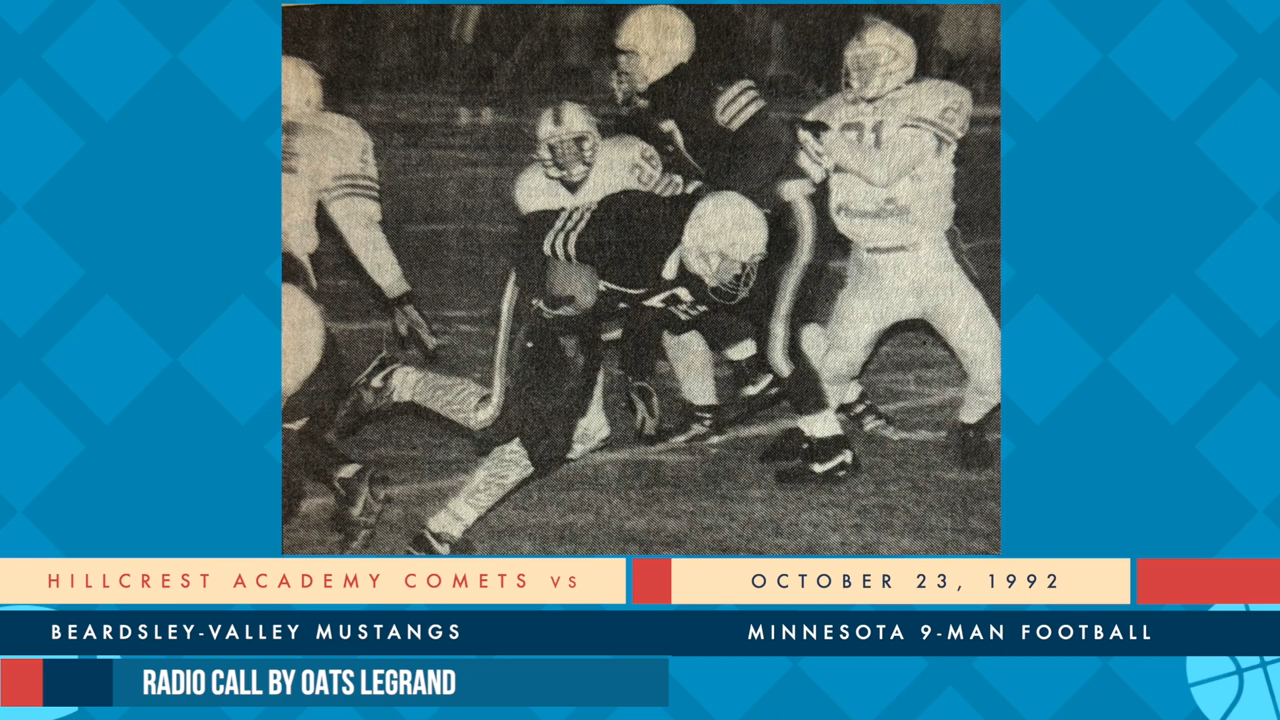 71
HILLCREST ACADEMY COMETS VS
OCTOBER 23, 1992
BEARDSLEY-VALLEY MUSTANGS
MINNESOTA 9-MAN FOOTBALL
RADIO CALL BY OATS LEGRAND